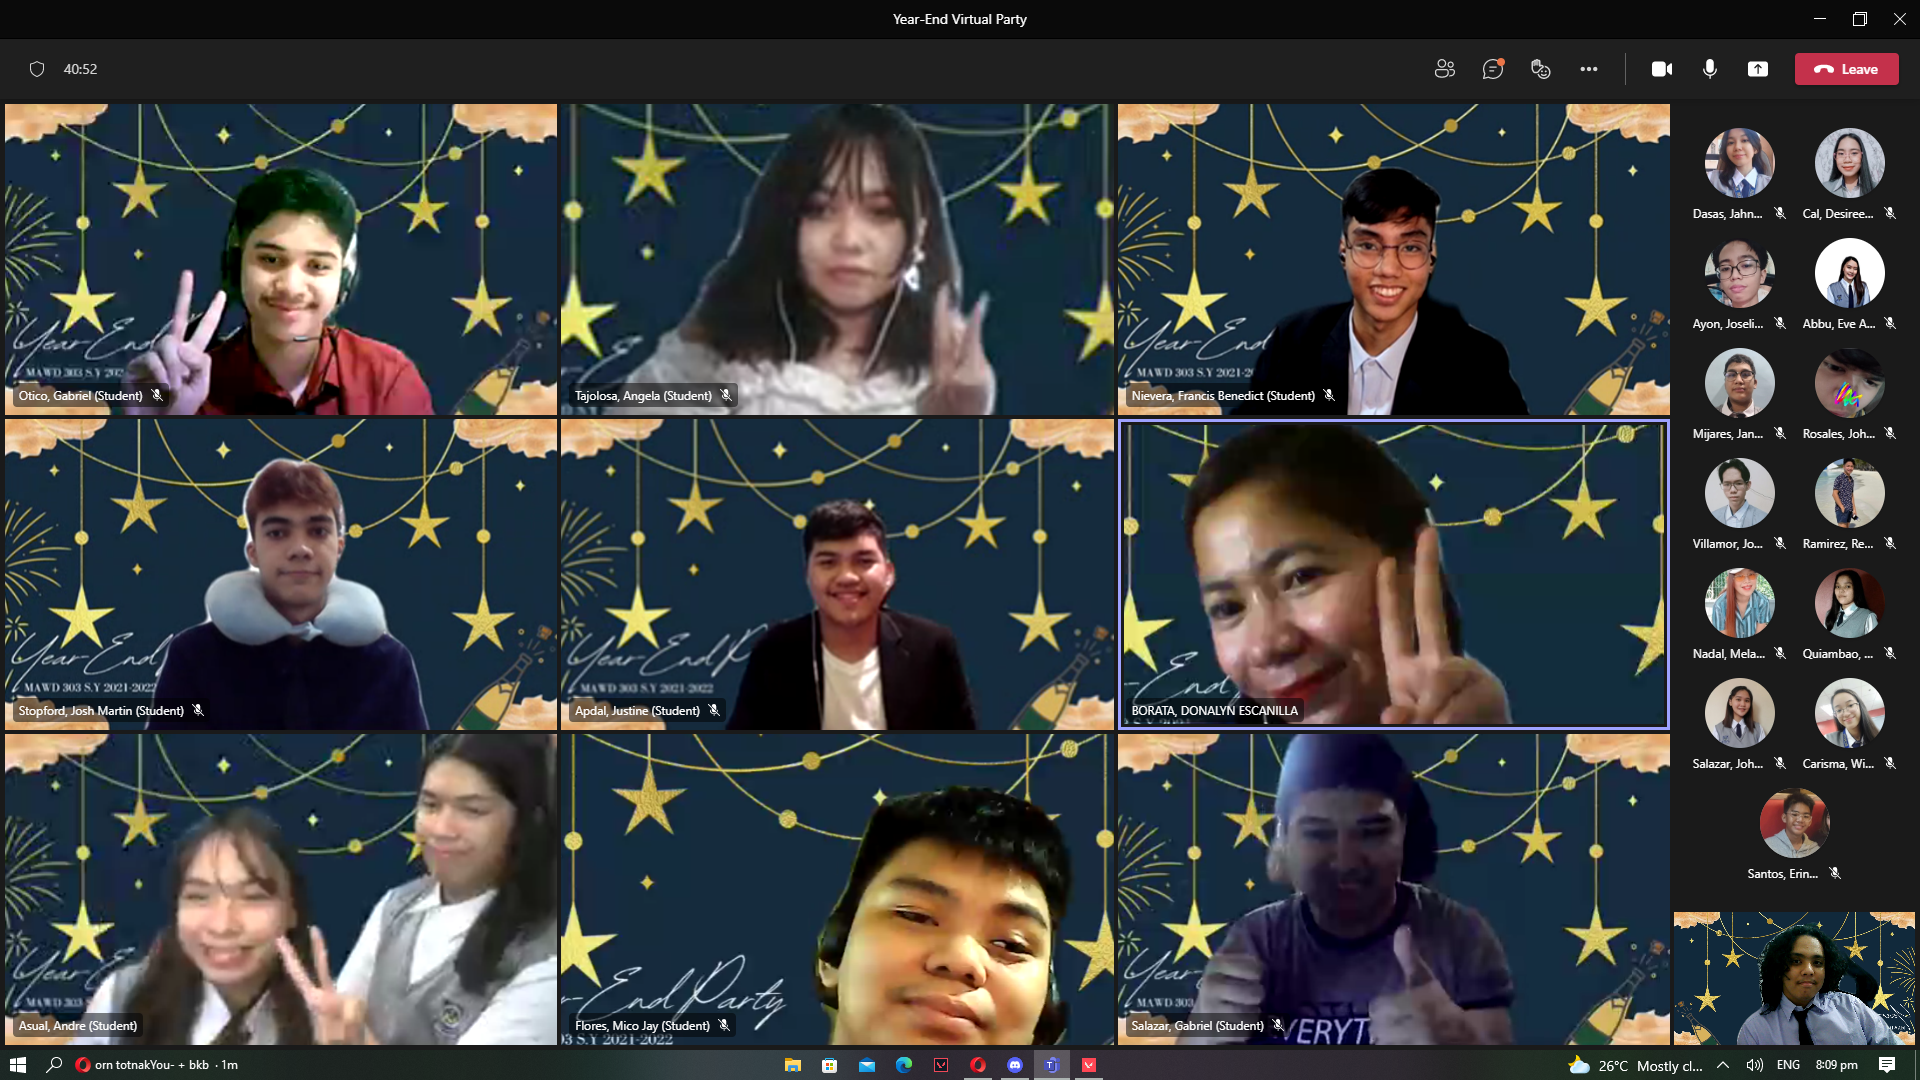 Year-End Virtual Party
40:52
Leave
Year-End
MAWD 303 S.Y 202
Otico, Gabriel (Student)
Tajolosa, Angela (Student)
Year-End
MAWD 303 S.Y 2021-2
Nievera, Francis Benedict (Student)
Dasas, Jahn...
Cal, Desiree...
Ayon, Joseli...
Abbu, Eve A...
Mijares, Jan...
Rosales, Joh...
Year-End
MAWD 303 S.Y 2021-2022
Stopford, Josh Martin (Student)
Year-End P
MAWD 303 S.Y 2021-2022
Apdal, Justine (Student)
-End
BORATA, DONALYN ESCANILLA
Villamor, Jo...
Ramirez, Re...
Nadal, Mela...
Quiambao, ...
Salazar, Joh...
Carisma, Wi...
Santos, Erin...
Year-
MAWD 303
Asual, Andre (Student)
r-End Party
03 S.Y 2021-2022
Flores, Mico Jay (Student)
Year-
MAWD 303
VERYT
Salazar, Gabriel (Student)
orn totnakYou- + bkb · 1m
26°C Mostly cl...
ENG
8:09 pm